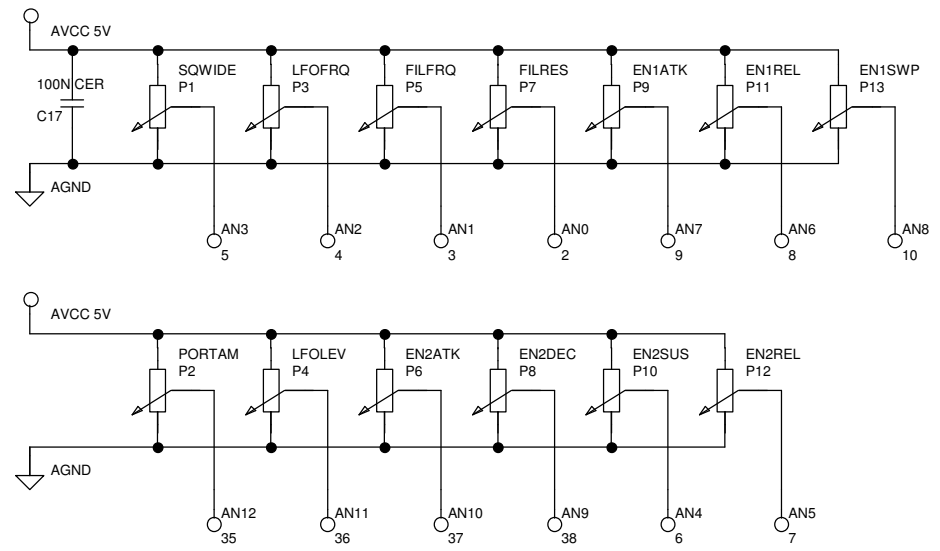 AVCC 5V
100N CER
C17
SQWIDE
P1
LFOFRQ
P3
FILFRQ
P5
FILRES
P7
EN1ATK
P9
EN1REL
P11
EN1SWP
P13
AGND
AN3
5
AN2
4
AN1
3
AN0
2
AN7
9
AN6
8
AN8
10
AVCC 5V
PORTAM
P2
LFOLEV
P4
EN2ATK
P6
EN2DEC
P8
EN2SUS
P10
EN2REL
P12
AGND
AN12
35
AN11
36
AN10
37
AN9
38
AN4
6
AN5
7